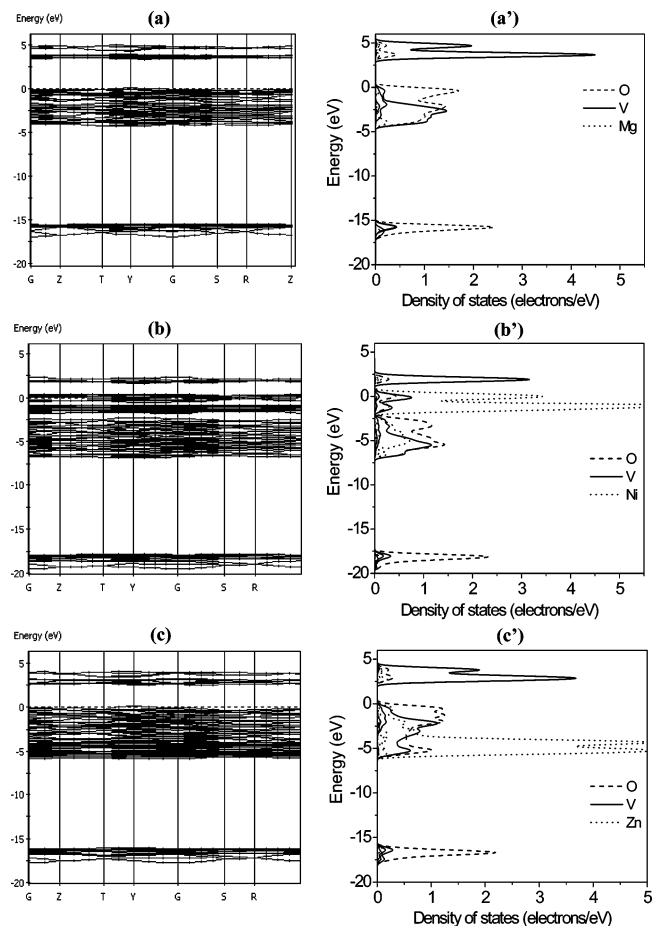 (a)
(a')
Energy (eV)
5
0
-5
-10
-15
-20
G Z T Y G S R Z
Energy (eV)
5
0
-5
-10
-15
-20
0 1 2 3 4 5
Density of states (electrons/eV)
O
V
Mg
(b)
(b')
Energy (eV)
5
0
-5
-10
-15
-20
G Z T Y G S R
Energy (eV)
5
0
-5
-10
-15
-20
0 1 2 3 4 5
Density of states (electrons/eV)
O
V
Ni
(c)
(c')
Energy (eV)
5
0
-5
-10
-15
-20
G Z T Y G S R
Energy (eV)
5
0
-5
-10
-15
-20
0 1 2 3 4 5
Density of states (electrons/eV)
O
V
Zn